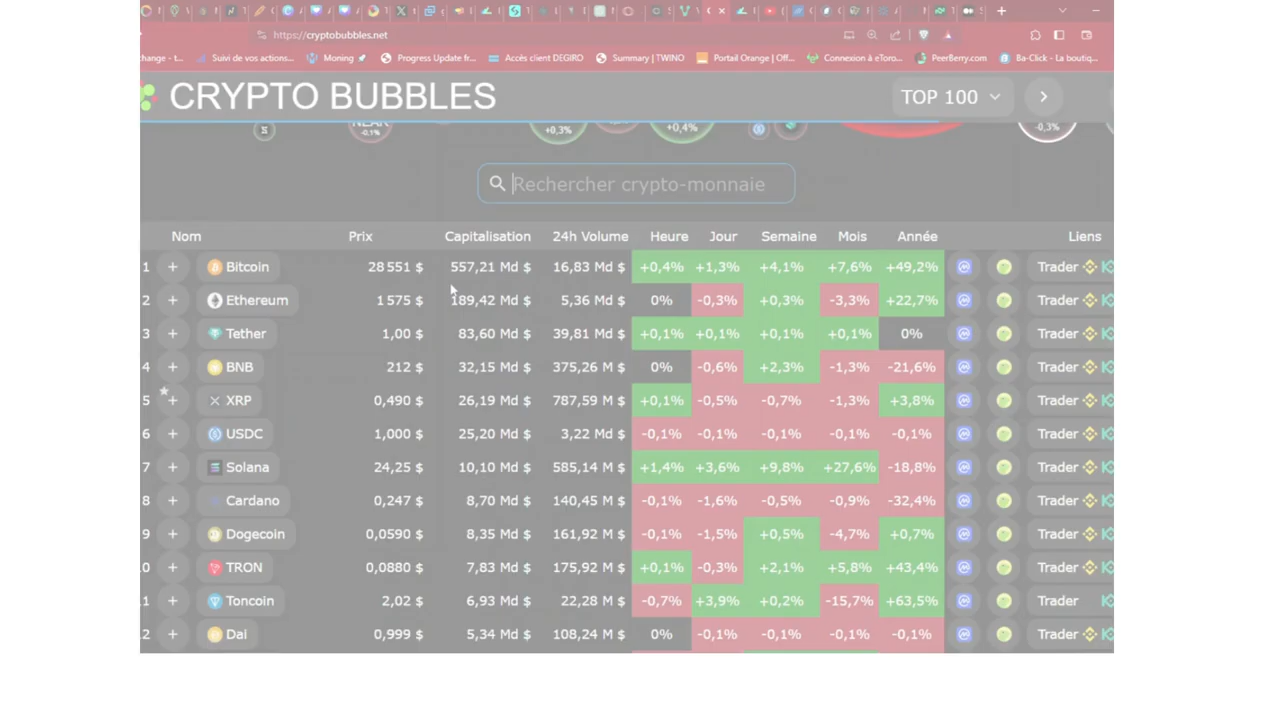 https://cryptobubbles.net
change - t... Suivi de vos actions... Moning Progress Update fr... Accès client DEGIRO Summary | TWINO Portail Orange | Off... Connexion à eToro... PeerBerry.com Ba-Click - La boutiq...
CRYPTO BUBBLES TOP 100
NEAR
-0,1% +0,3% +0,4% -0,3%
Rechercher crypto-monnaie
Nom Prix Capitalisation 24h Volume Heure Jour Semaine Mois Année Liens
1 + Bitcoin 28 551 $ 557,21 Md $ 16,83 Md $ +0,4% +1,3% +4,1% +7,6% +49,2% Trader
2 + Ethereum 1 575 $ 189,42 Md $ 5,36 Md $ 0% -0,3% +0,3% -3,3% +22,7% Trader
3 + Tether 1,00 $ 83,60 Md $ 39,81 Md $ +0,1% +0,1% +0,1% +0,1% 0% Trader
4 + BNB 212 $ 32,15 Md $ 375,26 M $ 0% -0,6% +2,3% -1,3% -21,6% Trader
5 + XRP 0,490 $ 26,19 Md $ 787,59 M $ +0,1% -0,5% -0,7% -1,3% +3,8% Trader
6 + USDC 1,000 $ 25,20 Md $ 3,22 Md $ -0,1% -0,1% -0,1% -0,1% -0,1% Trader
7 + Solana 24,25 $ 10,10 Md $ 585,14 M $ +1,4% +3,6% +9,8% +27,6% -18,8% Trader
8 + Cardano 0,247 $ 8,70 Md $ 140,45 M $ -0,1% -1,6% -0,5% -0,9% -32,4% Trader
9 + Dogecoin 0,0590 $ 8,35 Md $ 161,92 M $ -0,1% -1,5% +0,5% -4,7% +0,7% Trader
0 + TRON 0,0880 $ 7,83 Md $ 175,92 M $ +0,1% -0,3% +2,1% +5,8% +43,4% Trader
1 + Toncoin 2,02 $ 6,93 Md $ 22,28 M $ -0,7% +3,9% +0,2% -15,7% +63,5% Trader
2 + Dai 0,999 $ 5,34 Md $ 108,24 M $ 0% -0,1% -0,1% -0,1% -0,1% Trader